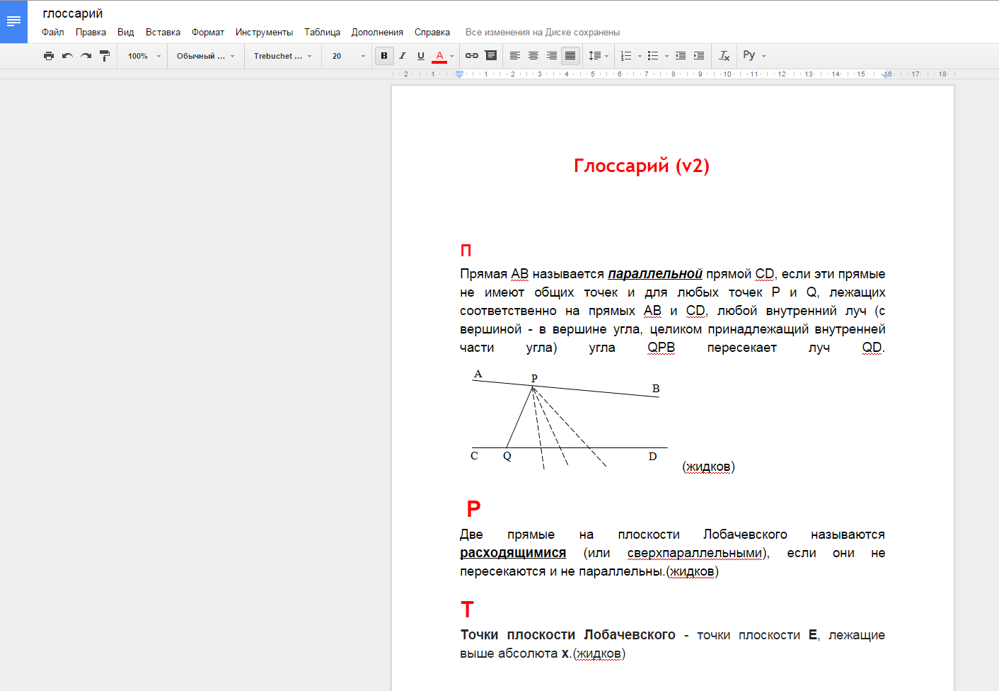 глоссарий
Файл Правка Вид Вставка Формат Инструменты Таблица Дополнения Справка Все изменения на Диске сохранены
100% Обычный ... Trebuchet ... 20 B I U A Ру
2 1 1 2 3 4 5 6 7 8 9 10 11 12 13 14 15 16 17 18
Глоссарий (v2)
П
Прямая АВ называется параллельной прямой CD, если эти прямые
не имеют общих точек и для любых точек P и Q, лежащих
соответственно на прямых АВ и CD, любой внутренний луч (с
вершиной - в вершине угла, целиком принадлежащий внутренней
части угла) угла QPB пересекает луч QD.
A P B
C Q D
(жидков)
Р
Две прямые на плоскости Лобачевского называются
расходящимися (или сверхпараллельными), если они не
пересекаются и не параллельны.(жидков)
Т
Точки плоскости Лобачевского - точки плоскости E, лежащие
выше абсолюта x.(жидков)